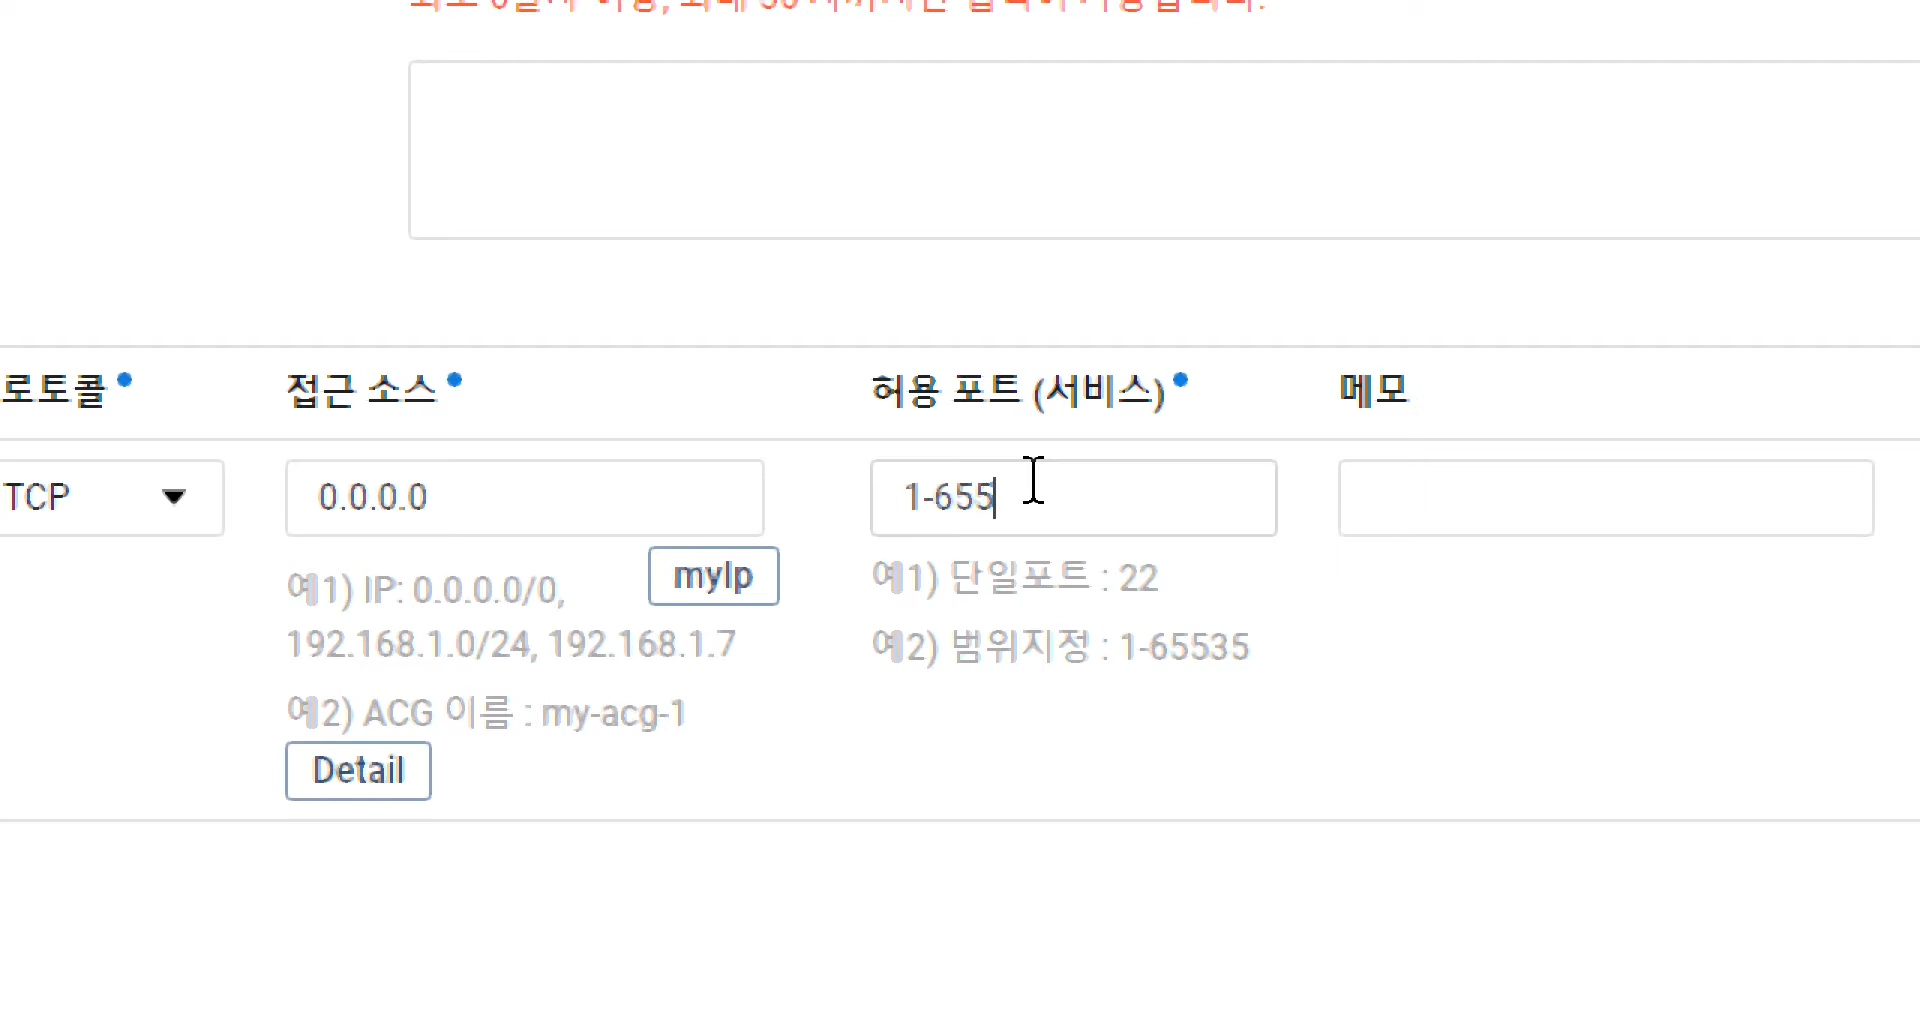 로토콜 접근 소스 허용 포트 (서비스) 메모
TCP 0.0.0.0 1-655
예1) IP: 0.0.0.0/0, myIp 예1) 단일포트 : 22
192.168.1.0/24, 192.168.1.7 예2) 범위지정 : 1-65535
예2) ACG 이름 : my-acg-1
Detail